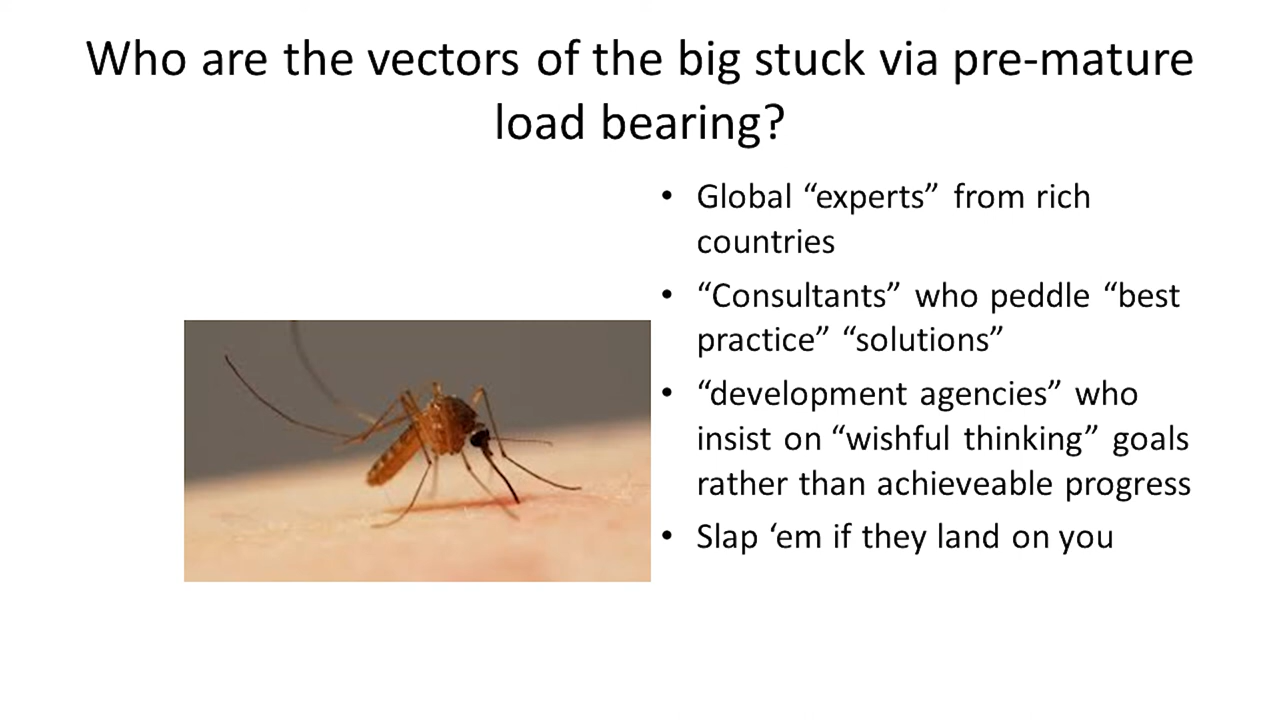 Who are the vectors of the big stuck via pre-mature
load bearing?
• Global “experts” from rich
countries
• “Consultants” who peddle “best
practice” “solutions”
• “development agencies” who
insist on “wishful thinking” goals
rather than achieveable progress
• Slap ‘em if they land on you